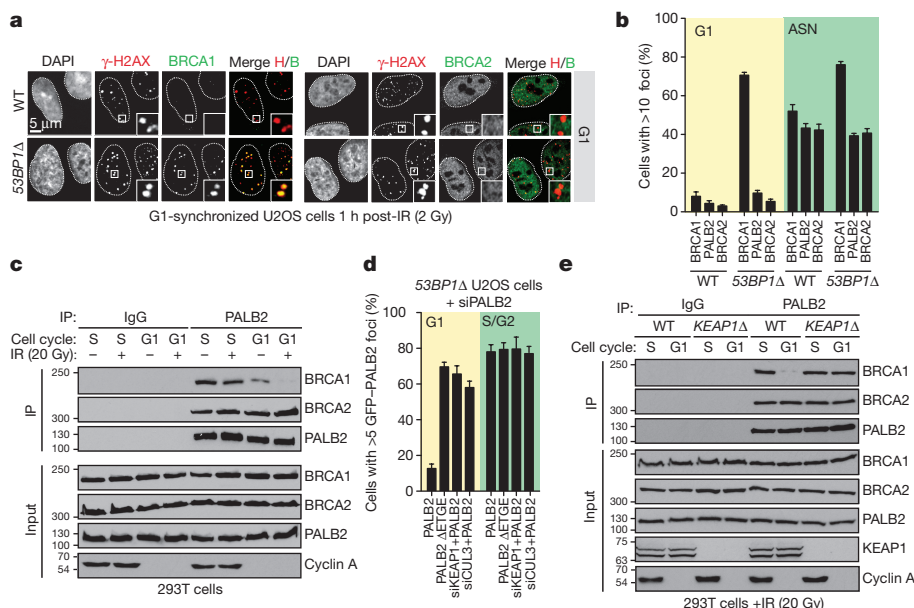 a
DAPI γ-H2AX BRCA1 Merge H/B DAPI γ-H2AX BRCA2 Merge H/B
WT
5 μm
53BP1Δ
G1
G1-synchronized U2OS cells 1 h post-IR (2 Gy)
b
G1 ASN
Cells with >10 foci (%)
80
60
40
20
0
BRCA1 PALB2 BRCA2 BRCA1 PALB2 BRCA2 BRCA1 PALB2 BRCA2 BRCA1 PALB2 BRCA2
WT 53BP1Δ WT 53BP1Δ
c
IP: IgG PALB2
Cell cycle: S S G1 G1 S S G1 G1
IR (20 Gy) – + – + – + – +
IP
250 BRCA1
300 BRCA2
130 PALB2
100
Input
250 BRCA1
300 BRCA2
130 PALB2
100
70 Cyclin A
54
293T cells
d
53BP1Δ U2OS cells
+ siPALB2
G1 S/G2
Cells with >5 GFP–PALB2 foci (%)
100
80
60
40
20
0
PALB2 PALB2 ΔETGE siKEAP1+PALB2 siCUL3+PALB2 PALB2 PALB2 ΔETGE siKEAP1+PALB2 siCUL3+PALB2
e
IP: IgG PALB2
WT KEAP1Δ WT KEAP1Δ
Cell cycle: S G1 S G1 S G1 S G1
IP
250 BRCA1
300 BRCA2
130 PALB2
100
Input
250 BRCA1
300 BRCA2
130 PALB2
100
75 KEAP1
63
70 Cyclin A
54
293T cells +IR (20 Gy)